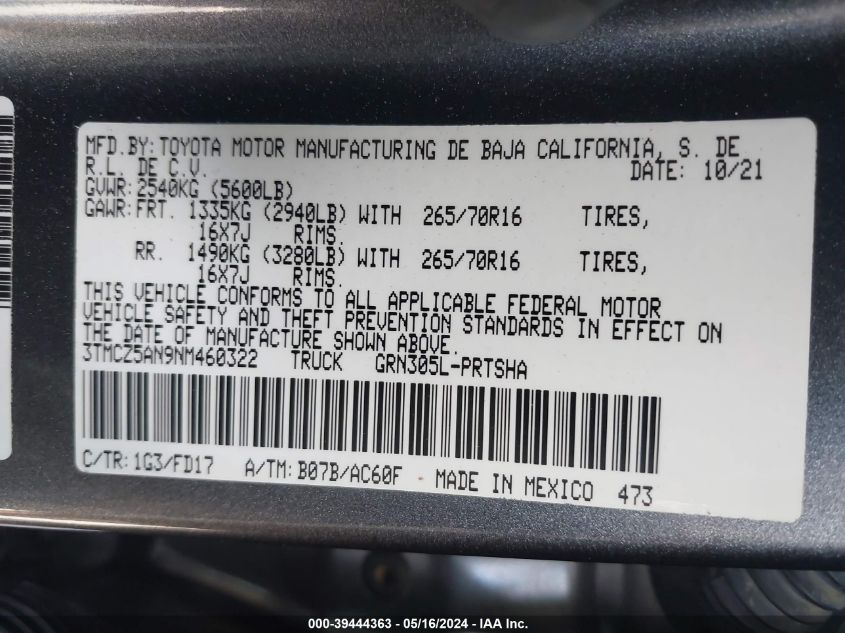 MFD.BY:TOYOTA MOTOR MANUFACTURING DE BAJA CALIFORNIA, S. DE
R.L. DE C.V. DATE: 10/21
GVWR:2540KG (5600LB)
GAWR:FRT. 1335KG (2940LB) WITH 265/70R16 TIRES,
16X7J RIMS.
RR. 1490KG (3280LB) WITH 265/70R16 TIRES,
16X7J RIMS.
THIS VEHICLE CONFORMS TO ALL APPLICABLE FEDERAL MOTOR
VEHICLE SAFETY AND THEFT PREVENTION STANDARDS IN EFFECT ON
THE DATE OF MANUFACTURE SHOWN ABOVE.
3TMCZ5AN9NM460322 TRUCK GRN305L-PRTSHA
C/TR:1G3/FD17 A/TM:B07B/AC60F MADE IN MEXICO 473
000-39444363 - 05/16/2024 - IAA Inc.